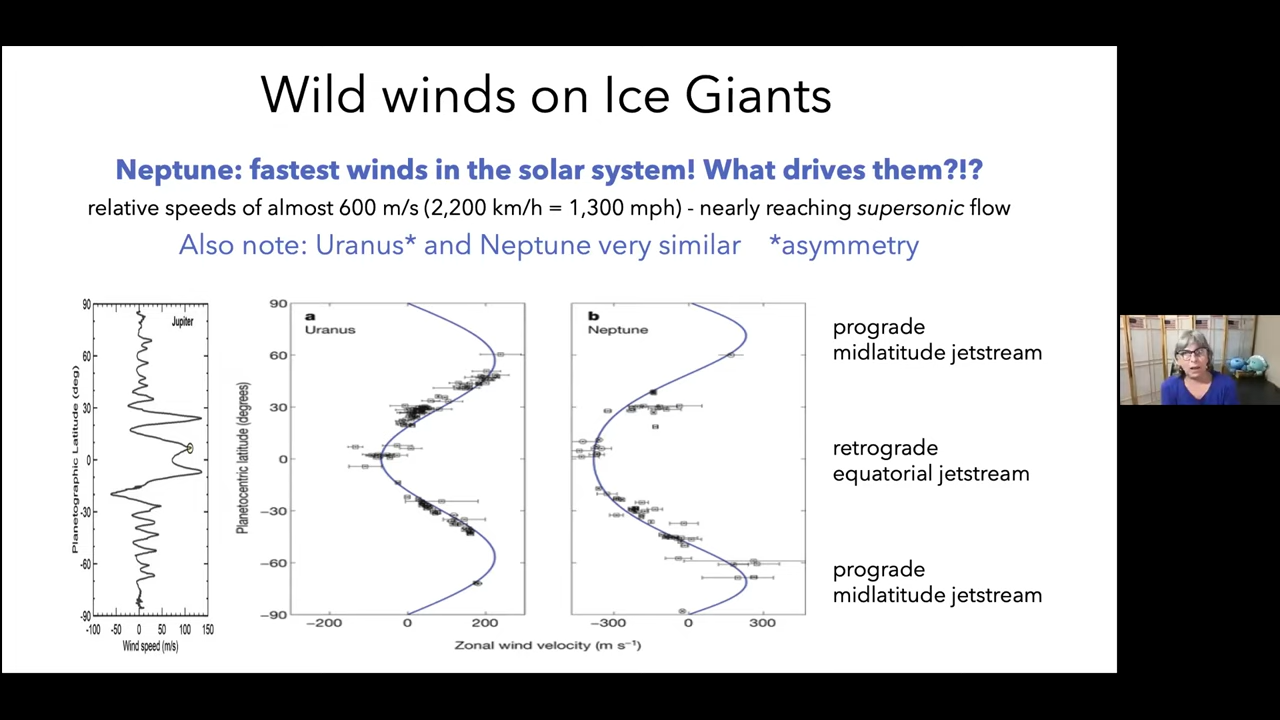 Wild winds on Ice Giants
Neptune: fastest winds in the solar system! What drives them?!?
relative speeds of almost 600 m/s (2,200 km/h = 1,300 mph) - nearly reaching supersonic flow
Also note: Uranus* and Neptune very similar *asymmetry
Planetographic Latitude (deg)
90
60
30
0
-30
-60
-90
Jupiter
-100 -50 0 50 100 150
Wind speed (m/s)
Planetocentric latitude (degrees)
90
60
30
0
−30
−60
−90
a
Uranus
−200 0 200
b
Neptune
−300 0 300
Zonal wind velocity (m s⁻¹)
prograde
midlatitude jetstream
retrograde
equatorial jetstream
prograde
midlatitude jetstream